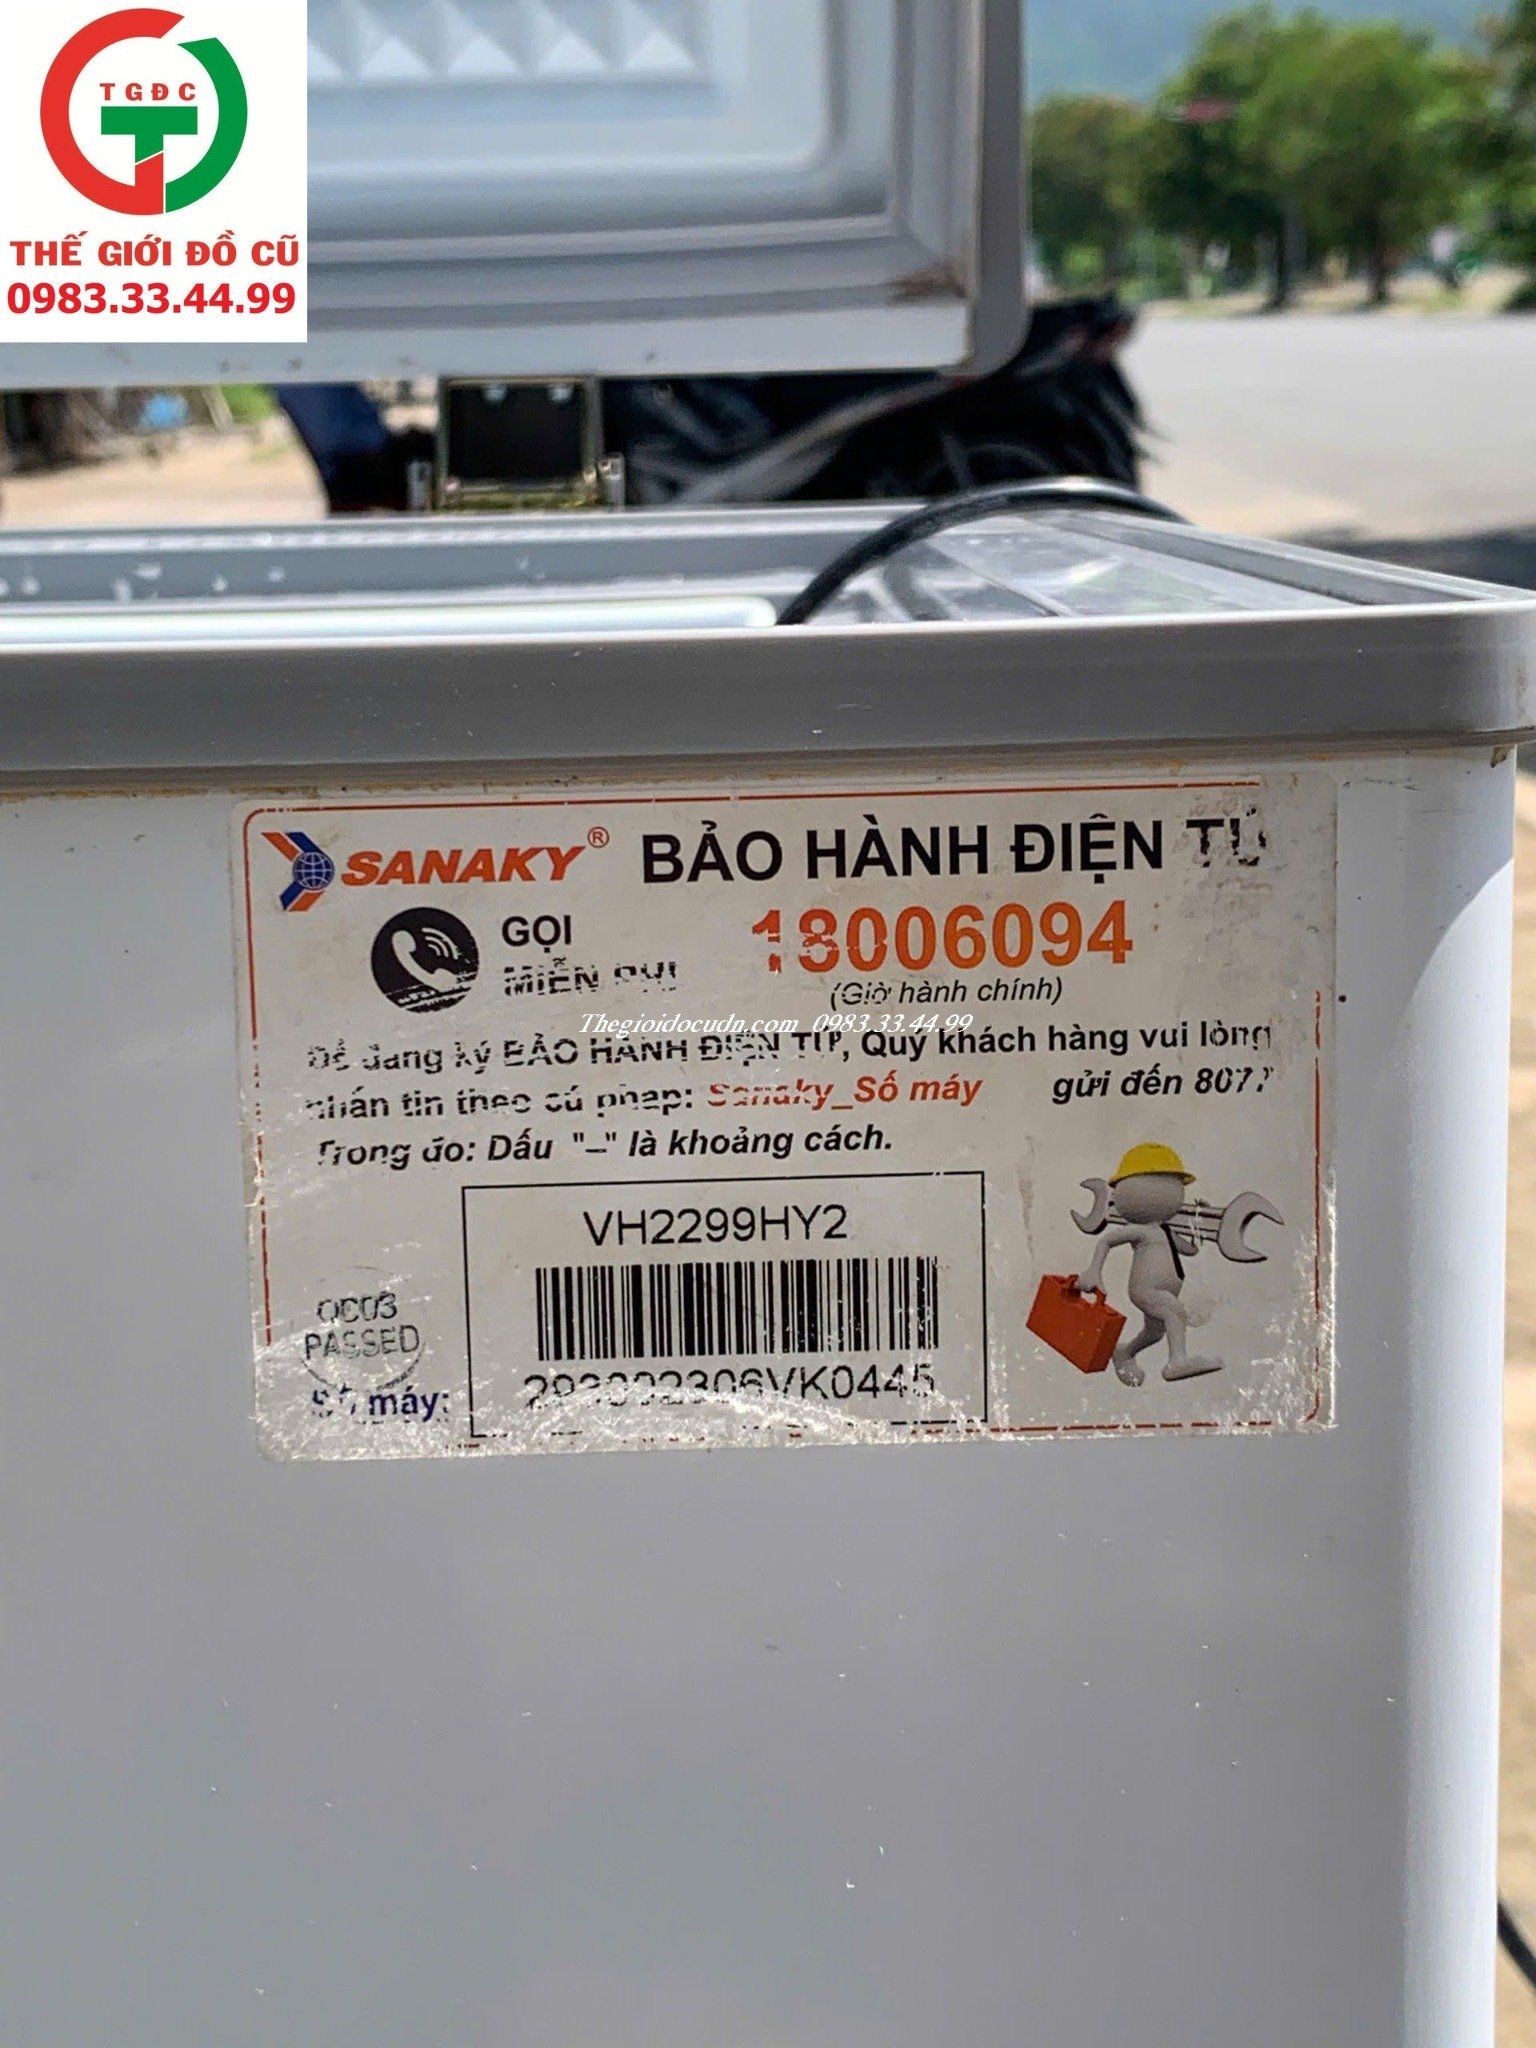 TGĐC
THẾ GIỚI ĐỒ CŨ
0983.33.44.99
SANAKY® BẢO HÀNH ĐIỆN TỬ
GỌI
MIỄN PHÍ
18006094
(Giờ hành chính)
Thegioidocudn.com 0983.33.44.99
Để đăng ký BẢO HÀNH ĐIỆN TỬ, Quý khách hàng vui lòng
nhắn tin theo cú pháp: Sanaky_Số máy gửi đến 8077
Trong đó: Dấu "–" là khoảng cách.
VH2299HY2
QC03
PASSED
Số máy: